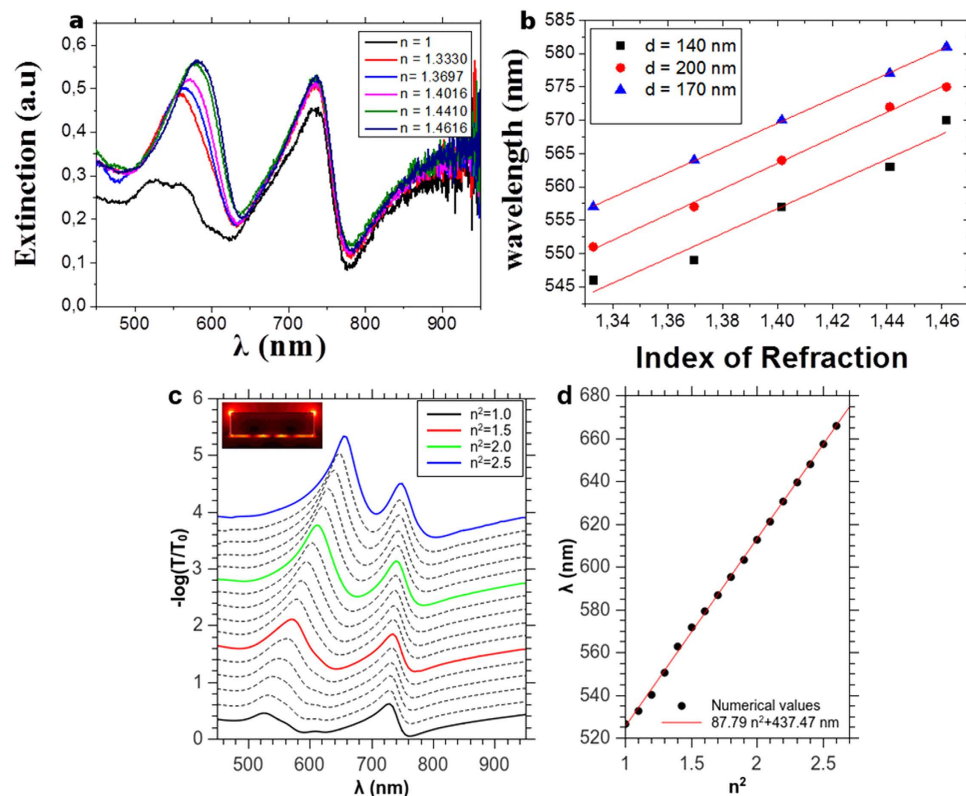 a
Extinction (a.u)
0,6
0,5
0,4
0,3
0,2
0,1
0,0
n = 1
n = 1.3330
n = 1.3697
n = 1.4016
n = 1.4410
n = 1.4616
500
600
700
800
900
λ (nm)
b
wavelength (nm)
585
580
575
570
565
560
555
550
545
d = 140 nm
d = 200 nm
d = 170 nm
1,34
1,36
1,38
1,40
1,42
1,44
1,46
Index of Refraction
c
-log(T/T₀)
6
5
4
3
2
1
0
n²=1.0
n²=1.5
n²=2.0
n²=2.5
500
600
700
800
900
λ (nm)
d
λ (nm)
680
660
640
620
600
580
560
540
520
Numerical values
87.79 n²+437.47 nm
1
1.5
2
2.5
n²